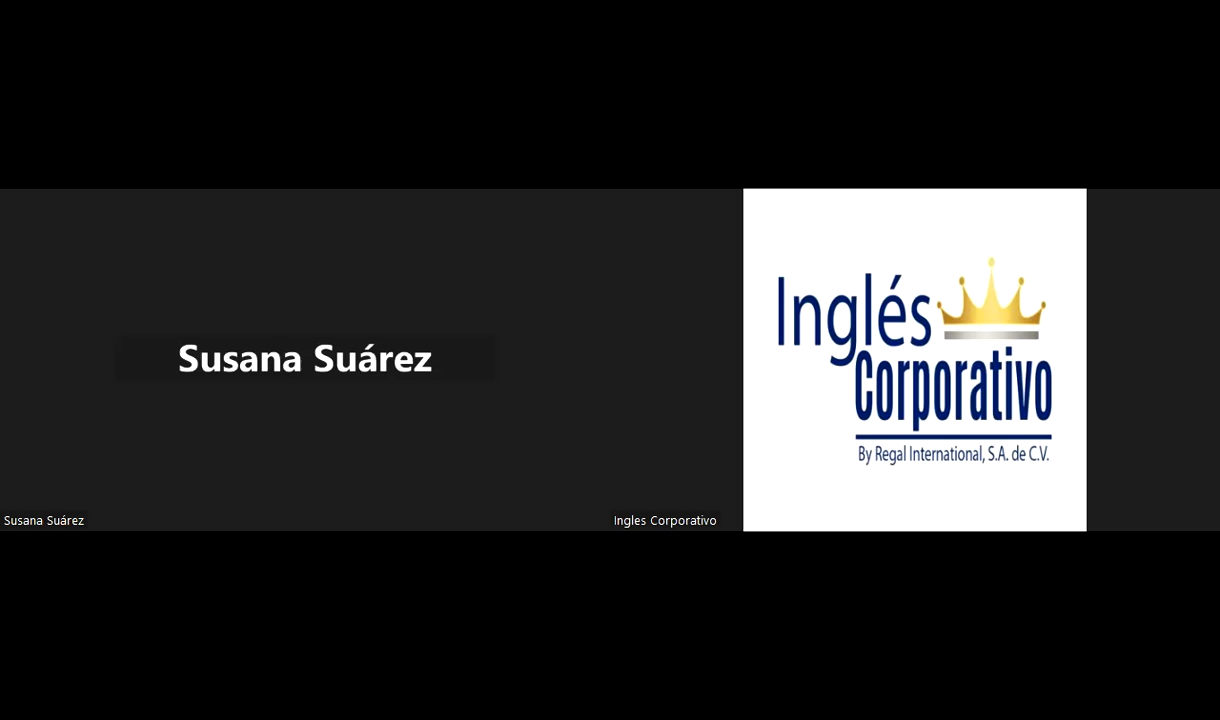 Susana Suárez
Inglés
Corporativo
By Regal International, S.A. de C.V.
Susana Suárez
Ingles Corporativo